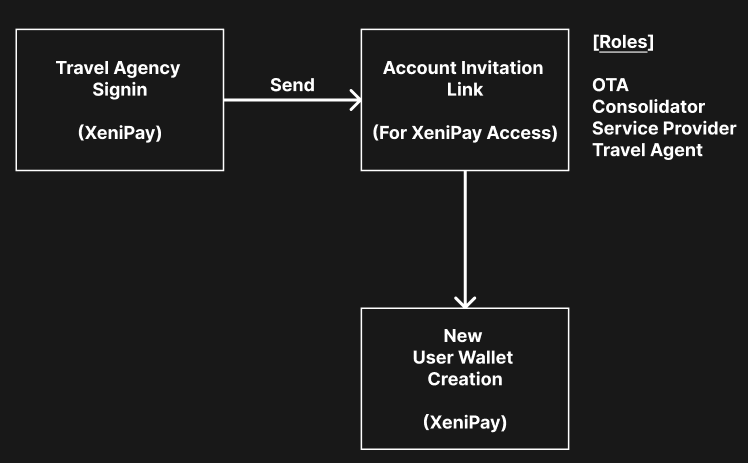 Travel Agency
Signin
(XeniPay)
Send
Account Invitation
Link
(For XeniPay Access)
[Roles]
OTA
Consolidator
Service Provider
Travel Agent
New
User Wallet
Creation
(XeniPay)